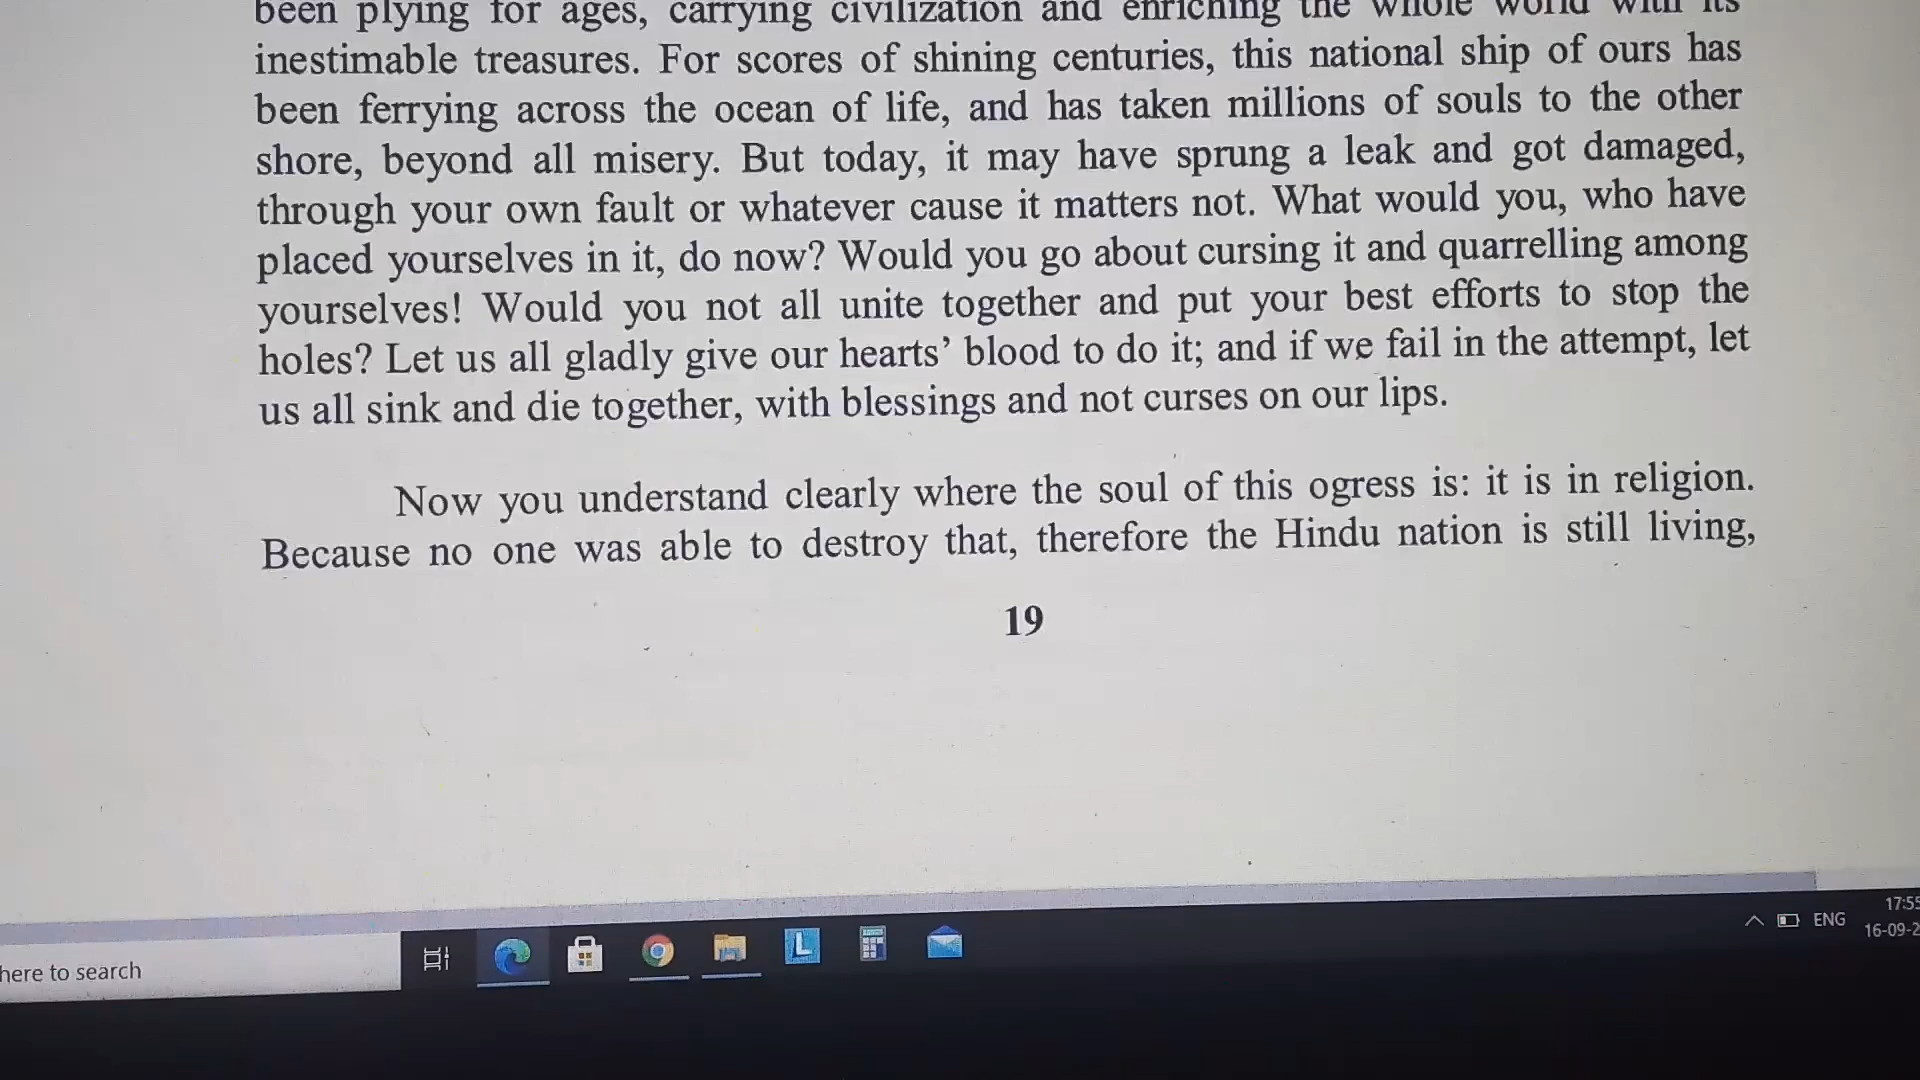 been plying for ages, carrying civilization and enriching the whole world with its
inestimable treasures. For scores of shining centuries, this national ship of ours has
been ferrying across the ocean of life, and has taken millions of souls to the other
shore, beyond all misery. But today, it may have sprung a leak and got damaged,
through your own fault or whatever cause it matters not. What would you, who have
placed yourselves in it, do now? Would you go about cursing it and quarrelling among
yourselves! Would you not all unite together and put your best efforts to stop the
holes? Let us all gladly give our hearts’ blood to do it; and if we fail in the attempt, let
us all sink and die together, with blessings and not curses on our lips.
Now you understand clearly where the soul of this ogress is: it is in religion.
Because no one was able to destroy that, therefore the Hindu nation is still living,
19
here to search
L
ENG
17:55
16-09-2